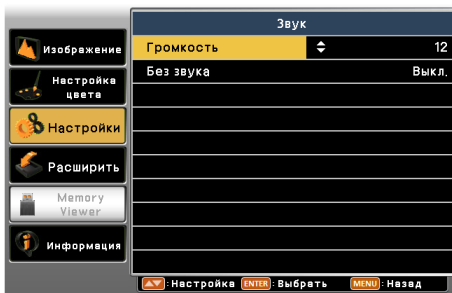 Звук
Изображение
Настройка
цвета
Настройки
Расширить
Memory
Viewer
Информация
Громкость 12
Без звука Выкл.
:Настройка ENTER :Выбрать MENU :Назад